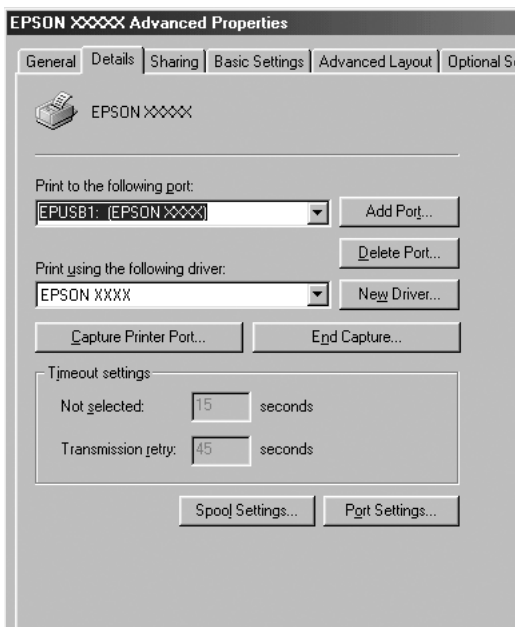 EPSON XXXXX Advanced Properties
General Details Sharing Basic Settings Advanced Layout Optional S
EPSON XXXXX
Print to the following port:
EPUSB1: (EPSON XXXX)
Add Port...
Delete Port...
Print using the following driver:
EPSON XXXX
New Driver...
Capture Printer Port... End Capture...
Timeout settings
Not selected: 15 seconds
Transmission retry: 45 seconds
Spool Settings... Port Settings...